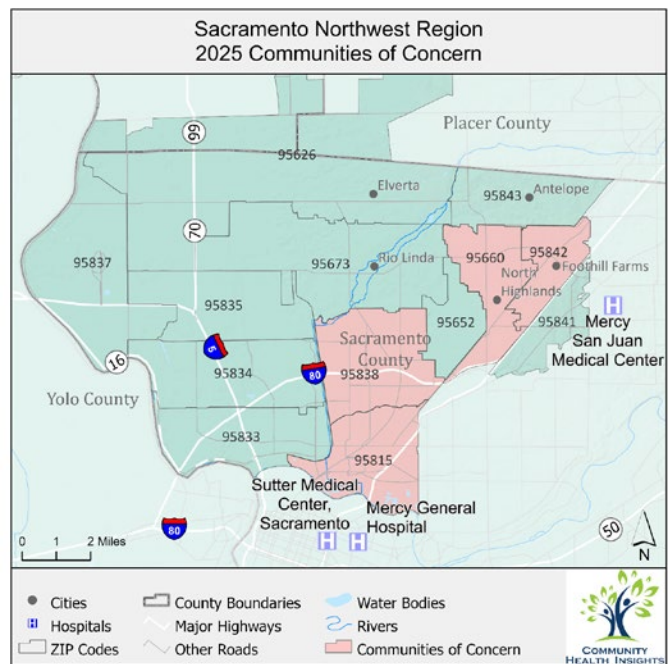 Sacramento Northwest Region
2025 Communities of Concern
Placer County
99
95626
Elverta
95843
Antelope
70
95837
95673
Rio Linda
95660
95842
Foothill Farms
North
Highlands
95835
95652
95841
Mercy
San Juan
Medical Center
Sacramento
County
5
16
95834
80
95838
Yolo County
95833
95815
Sutter Medical
Center,
Sacramento
Mercy General
Hospital
80
50
0 1 2 Miles
H
H
H
N
Cities
County Boundaries
Water Bodies
H
Hospitals
Major Highways
Rivers
ZIP Codes
Other Roads
Communities of Concern
COMMUNITY
HEALTH INSIGHTS